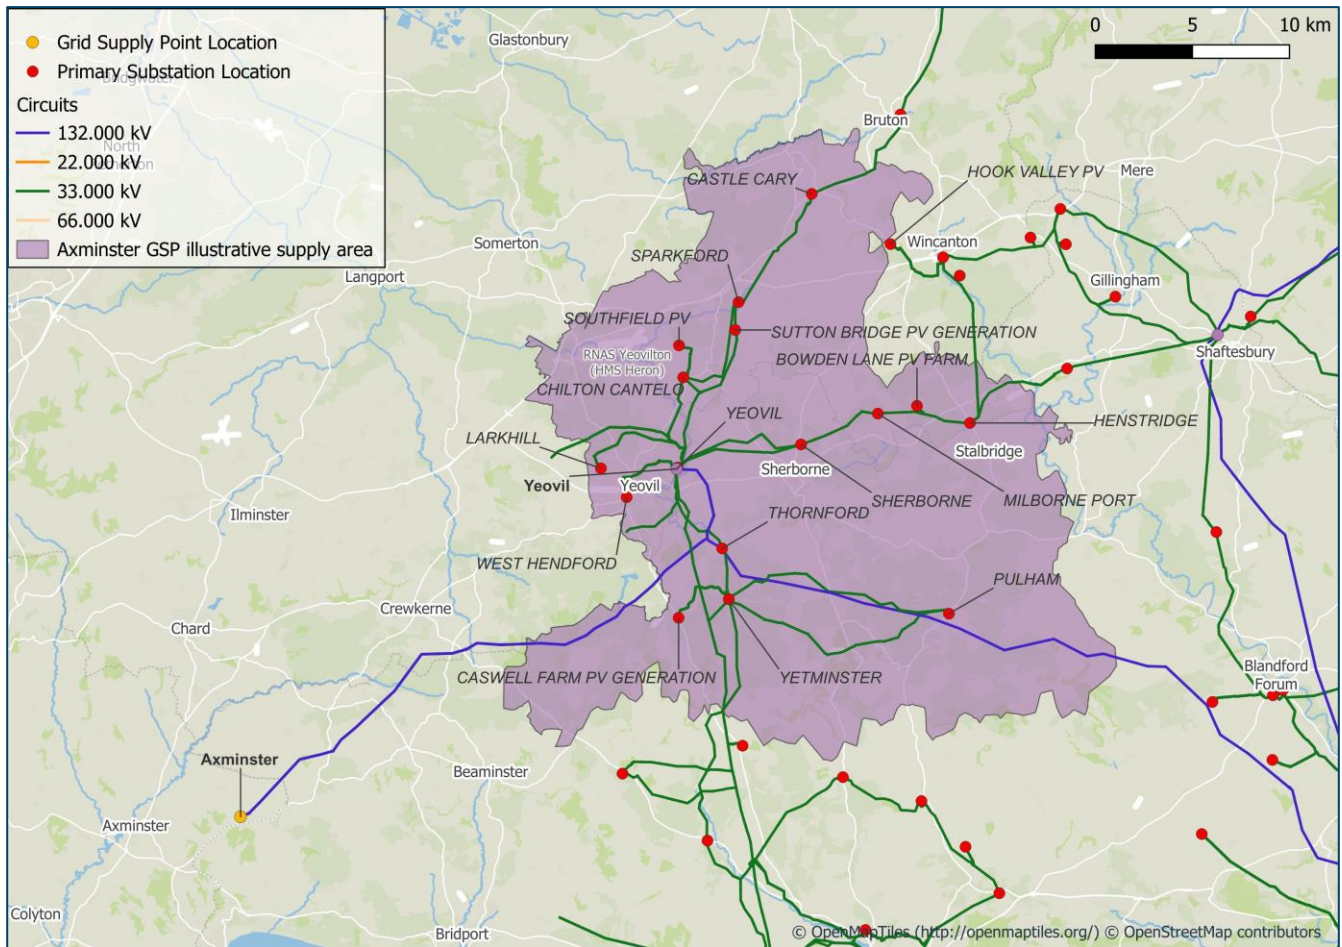 Grid Supply Point Location
Primary Substation Location
Bridgwater
Circuits
132.000 kV
North
22.000 kV
33.000 kV
66.000 kV
Axminster GSP illustrative supply area
0 5 10 km
Glastonbury
Bruton
CASTLE CARY
HOOK VALLEY PV
Mere
Somerton
Wincanton
SPARKFORD
Langport
Gillingham
SOUTHFIELD PV
SUTTON BRIDGE PV GENERATION
RNAS Yeovilton
(HMS Heron)
BOWDEN LANE PV FARM
Shaftesbury
CHILTON CANTELO
YEOVIL
LARKHILL
HENSTRIDGE
Stalbridge
Sherborne
Yeovil
Yeovil
SHERBORNE
MILBORNE PORT
Ilminster
THORNFORD
WEST HENDFORD
PULHAM
Crewkerne
Chard
CASWELL FARM PV GENERATION
YETMINSTER
Blandford
Forum
Axminster
Beaminster
Axminster
Colyton
Bridport
© OpenMapTiles (http://openmaptiles.org/) © OpenStreetMap contributors